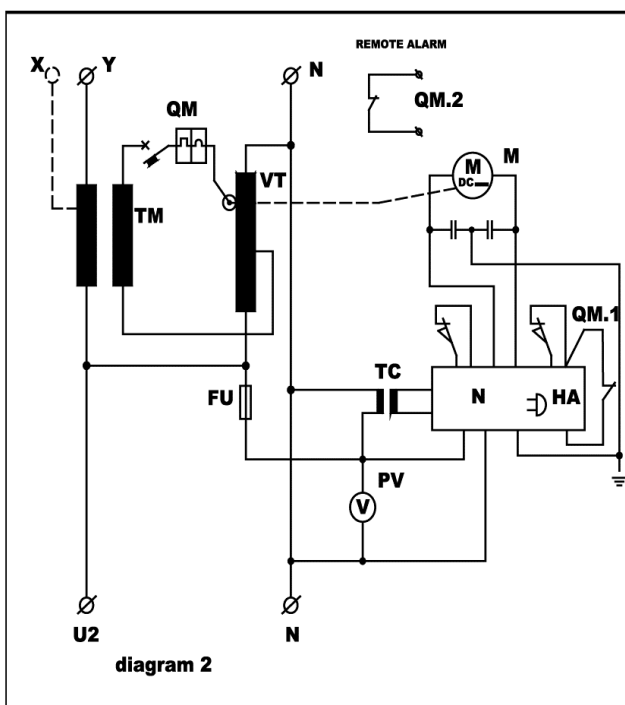 REMOTE ALARM
X Y N
QM QM.2
M M
DC
VT
TM
QM.1
TC
FU N HA
PV
V
U2 N
diagram 2